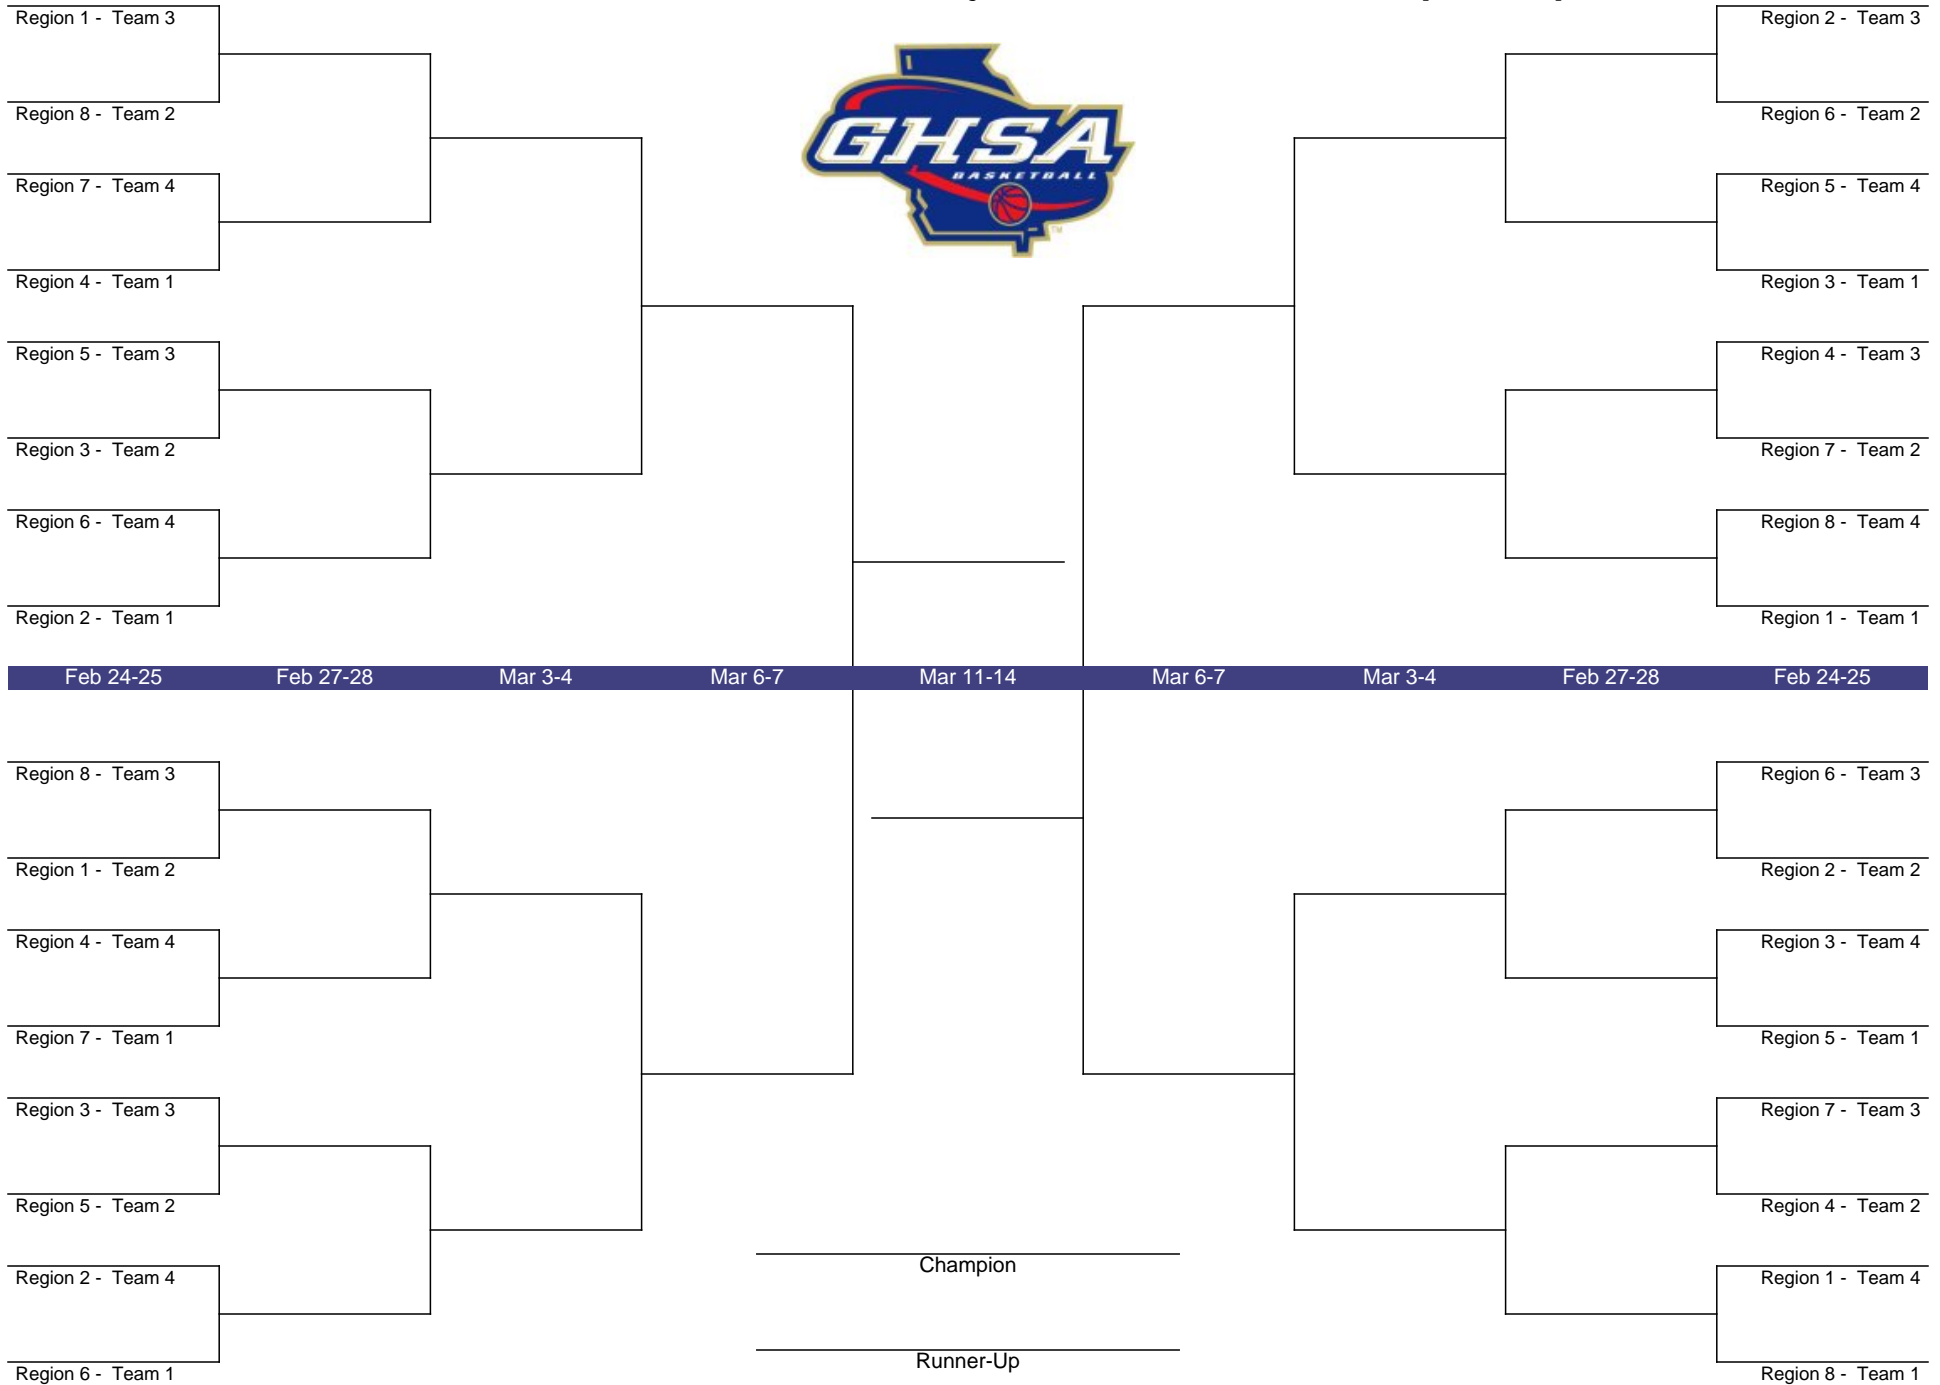 Region 1 - Team 3
Region 2 - Team 3
GHSA
BASKETBALL
TM
Region 8 - Team 2
Region 6 - Team 2
Region 7 - Team 4
Region 5 - Team 4
Region 4 - Team 1
Region 3 - Team 1
Region 5 - Team 3
Region 4 - Team 3
Region 3 - Team 2
Region 7 - Team 2
Region 6 - Team 4
Region 8 - Team 4
Region 2 - Team 1
Region 1 - Team 1
Feb 24-25 Feb 27-28 Mar 3-4 Mar 6-7 Mar 11-14 Mar 6-7 Mar 3-4 Feb 27-28 Feb 24-25
Region 8 - Team 3
Region 6 - Team 3
Region 1 - Team 2
Region 2 - Team 2
Region 4 - Team 4
Region 3 - Team 4
Region 7 - Team 1
Region 5 - Team 1
Region 3 - Team 3
Region 7 - Team 3
Region 5 - Team 2
Region 4 - Team 2
Champion
Region 2 - Team 4
Region 1 - Team 4
Runner-Up
Region 6 - Team 1
Region 8 - Team 1